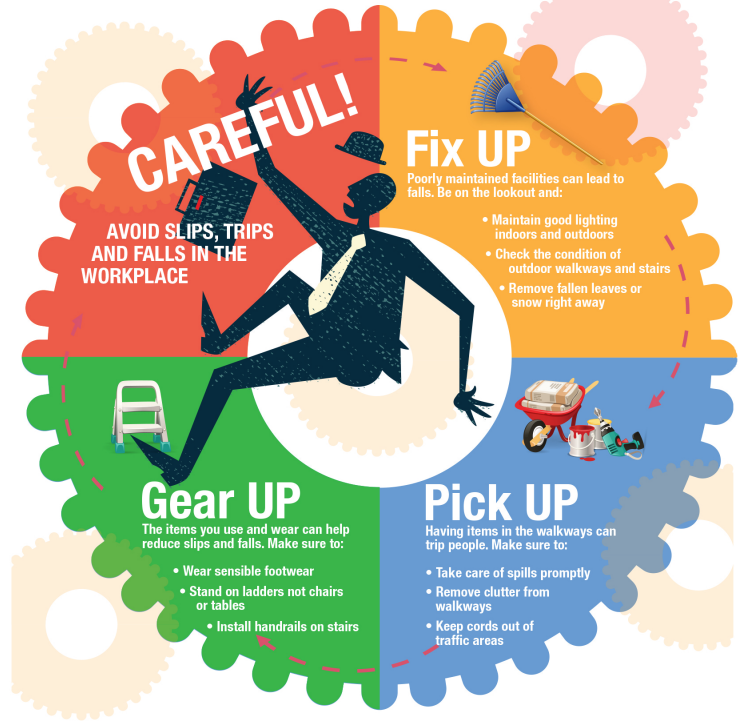 CAREFUL!
AVOID SLIPS, TRIPS
AND FALLS IN THE
WORKPLACE
Fix UP
Poorly maintained facilities can lead to
falls. Be on the lookout and:
• Maintain good lighting
indoors and outdoors
• Check the condition of
outdoor walkways and stairs
• Remove fallen leaves or
snow right away
Pick UP
Having items in the walkways can
trip people. Make sure to:
• Take care of spills promptly
• Remove clutter from
walkways
• Keep cords out of
traffic areas
Gear UP
The items you use and wear can help
reduce slips and falls. Make sure to:
• Wear sensible footwear
• Stand on ladders not chairs
or tables
• Install handrails on stairs